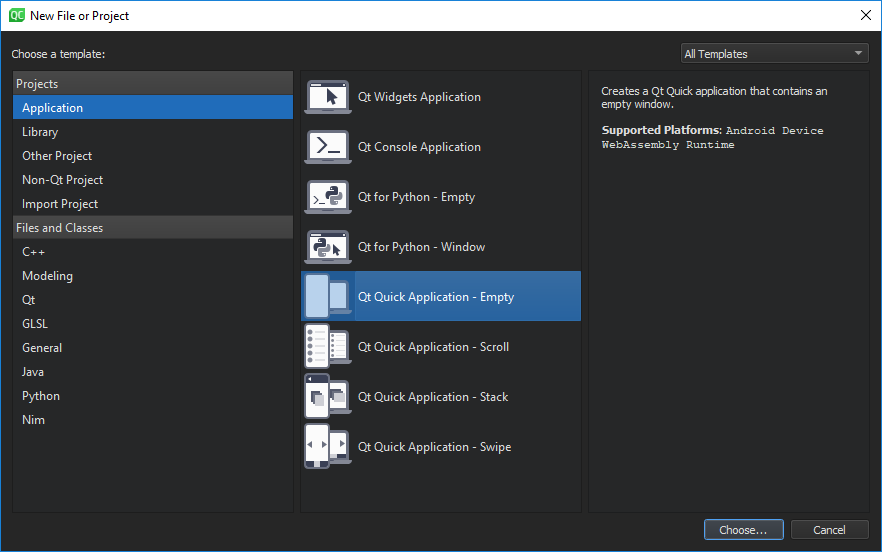 QC New File or Project
Choose a template:
All Templates
Projects
Application
Library
Other Project
Non-Qt Project
Import Project
Files and Classes
C++
Modeling
Qt
GLSL
General
Java
Python
Nim
Qt Widgets Application
Qt Console Application
Qt for Python - Empty
Qt for Python - Window
Qt Quick Application - Empty
Qt Quick Application - Scroll
Qt Quick Application - Stack
Qt Quick Application - Swipe
Creates a Qt Quick application that contains an
empty window.
Supported Platforms: Android Device
WebAssembly Runtime
Choose...
Cancel